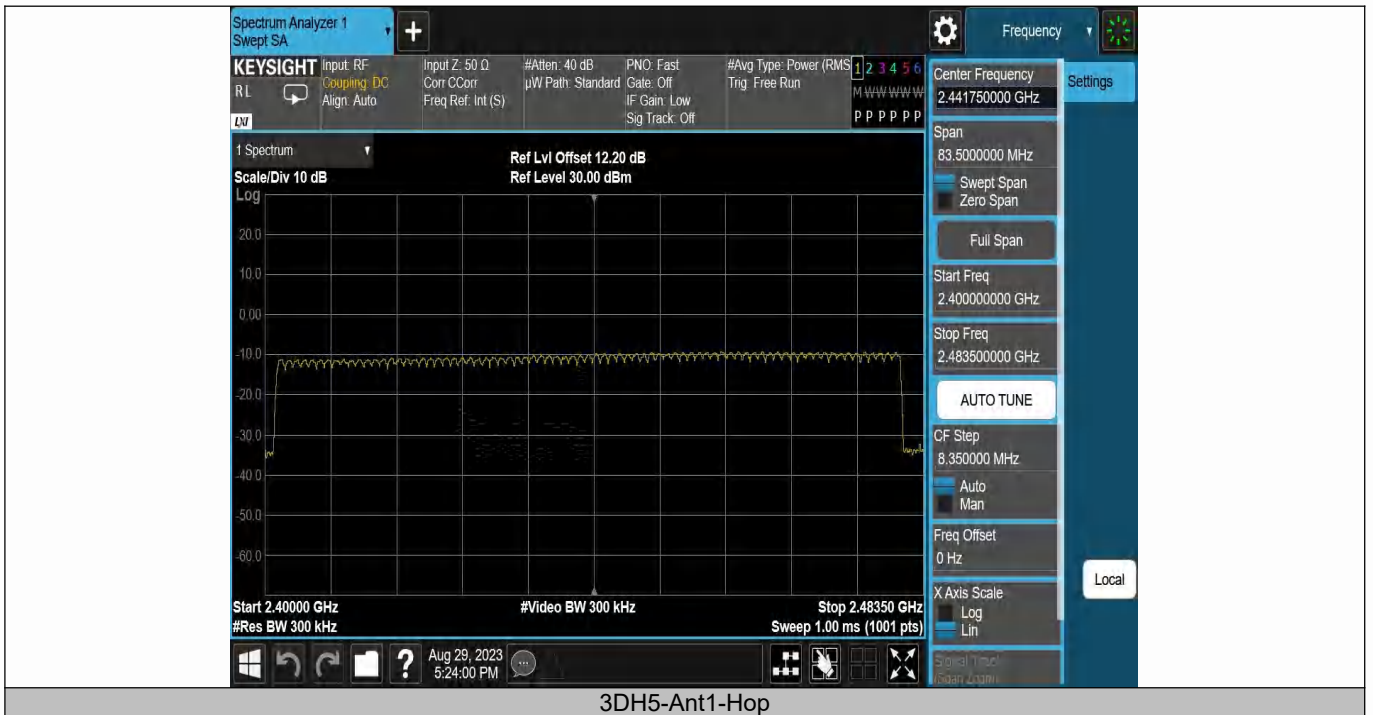 Spectrum Analyzer 1
Swept SA
Frequency
KEYSIGHT
RL
LXI
Input: RF
Coupling: DC
Align: Auto
Input Z: 50 Ω
Corr CCorr
Freq Ref: Int (S)
#Atten: 40 dB
µW Path: Standard
PNO: Fast
Gate: Off
IF Gain: Low
Sig Track: Off
#Avg Type: Power (RMS
Trig: Free Run
1 2 3 4 5 6
M W W W W W
P P P P P P
Center Frequency
2.441750000 GHz
Settings
Span
83.5000000 MHz
Swept Span
Zero Span
Full Span
Start Freq
2.400000000 GHz
Stop Freq
2.483500000 GHz
AUTO TUNE
CF Step
8.350000 MHz
Auto
Man
Freq Offset
0 Hz
X Axis Scale
Log
Lin
Signal Track
(Span Zoom)
Local
1 Spectrum
Scale/Div 10 dB
Ref Lvl Offset 12.20 dB
Ref Level 30.00 dBm
Log
20.0
10.0
0.00
-10.0
-20.0
-30.0
-40.0
-50.0
-60.0
Start 2.40000 GHz
#Video BW 300 kHz
Stop 2.48350 GHz
#Res BW 300 kHz
Sweep 1.00 ms (1001 pts)
?
Aug 29, 2023
5:24:00 PM
3DH5-Ant1-Hop